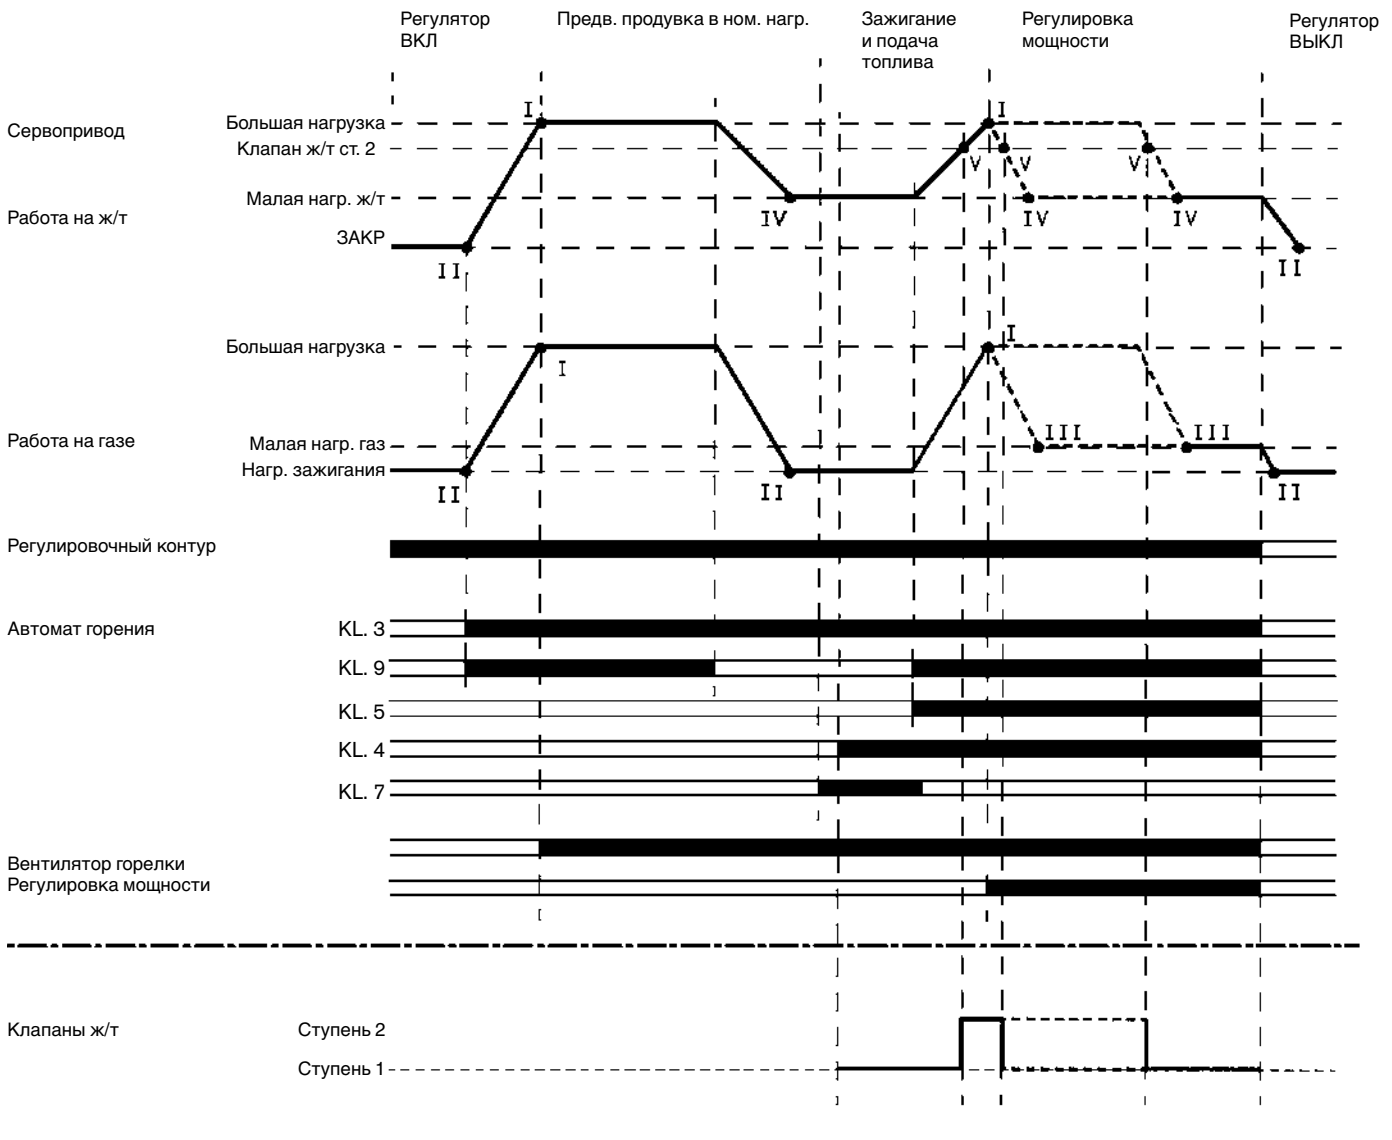 Регулятор
ВКЛ
Предв. продувка в ном. нагр.
Зажигание
и подача
топлива
Регулировка
мощности
Регулятор
ВЫКЛ
Сервопривод
Большая нагрузка
I
I
Клапан ж/т ст. 2
V
V
V
Малая нагр. ж/т
Работа на ж/т
IV
IV
IV
ЗАКР
II
II
Большая нагрузка
I
I
Работа на газе
Малая нагр. газ
III
III
Нагр. зажигания
II
II
II
Регулировочный контур
Автомат горения
KL. 3
KL. 9
KL. 5
KL. 4
KL. 7
Вентилятор горелки
Регулировка мощности
Клапаны ж/т
Ступень 2
Ступень 1